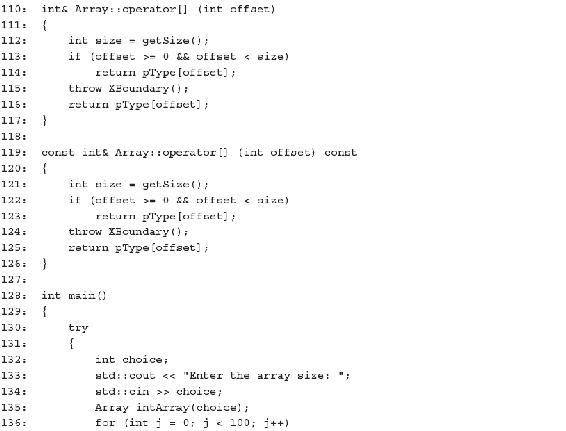 110:  int& Array::operator[] (int offset)
111:  {
112:      int size = getSize();
113:      if (offset >= 0 && offset < size)
114:          return pType[offset];
115:      throw XBoundary();
116:      return pType[offset];
117:  }
118:
119:  const int& Array::operator[] (int offset) const
120:  {
121:      int size = getSize();
122:      if (offset >= 0 && offset < size)
123:          return pType[offset];
124:      throw XBoundary();
125:      return pType[offset];
126:  }
127:
128:  int main()
129:  {
130:      try
131:      {
132:          int choice;
133:          std::cout << "Enter the array size: ";
134:          std::cin >> choice;
135:          Array intArray(choice);
136:          for (int j = 0; j < 100; j++)